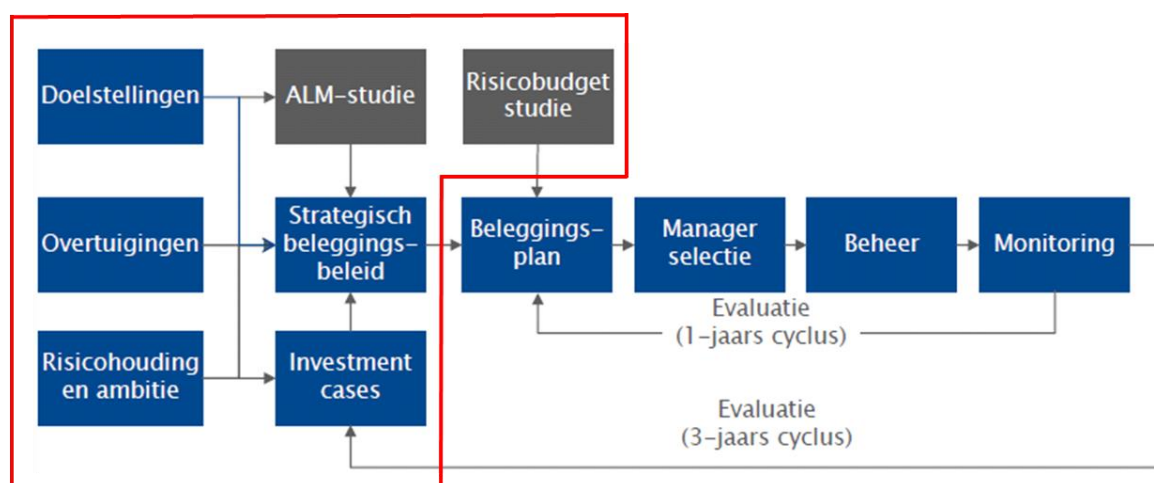 Doelstellingen
ALM-studie
Risicobudget
studie
Overtuigingen
Strategisch
beleggings-
beleid
Beleggings-
plan
Manager
selectie
Beheer
Monitoring
Evaluatie
(1-jaars cyclus)
Risicohouding
en ambitie
Investment
cases
Evaluatie
(3-jaars cyclus)